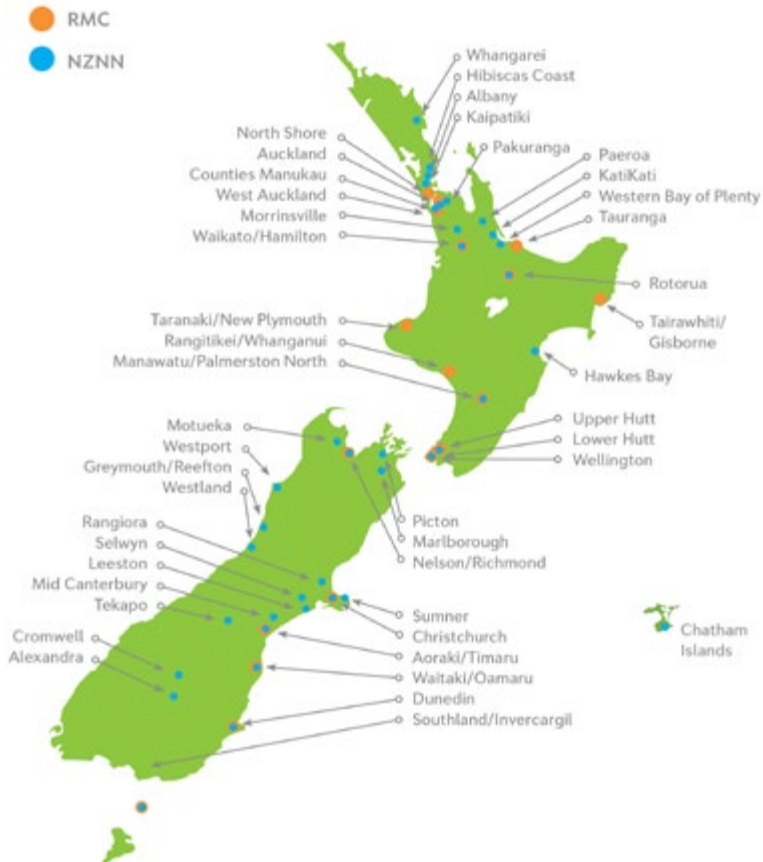 RMC
NZNN
Whangarei
Hibiscas Coast
Albany
Kaipatiki
North Shore
Auckland
Counties Manukau
West Auckland
Morrinsville
Waikato/Hamilton
Pakuranga
Paeroa
KatiKati
Western Bay of Plenty
Tauranga
Rotorua
Tairawhiti/
Gisborne
Taranaki/New Plymouth
Rangitikei/Whanganui
Manawatu/Palmerston North
Hawkes Bay
Upper Hutt
Lower Hutt
Wellington
Motueka
Westport
Greymouth/Reefton
Westland
Picton
Marlborough
Nelson/Richmond
Rangiora
Selwyn
Leeston
Mid Canterbury
Tekapo
Cromwell
Alexandra
Sumner
Christchurch
Aoraki/Timaru
Waitaki/Oamaru
Dunedin
Southland/Invercargil
Chatham
Islands